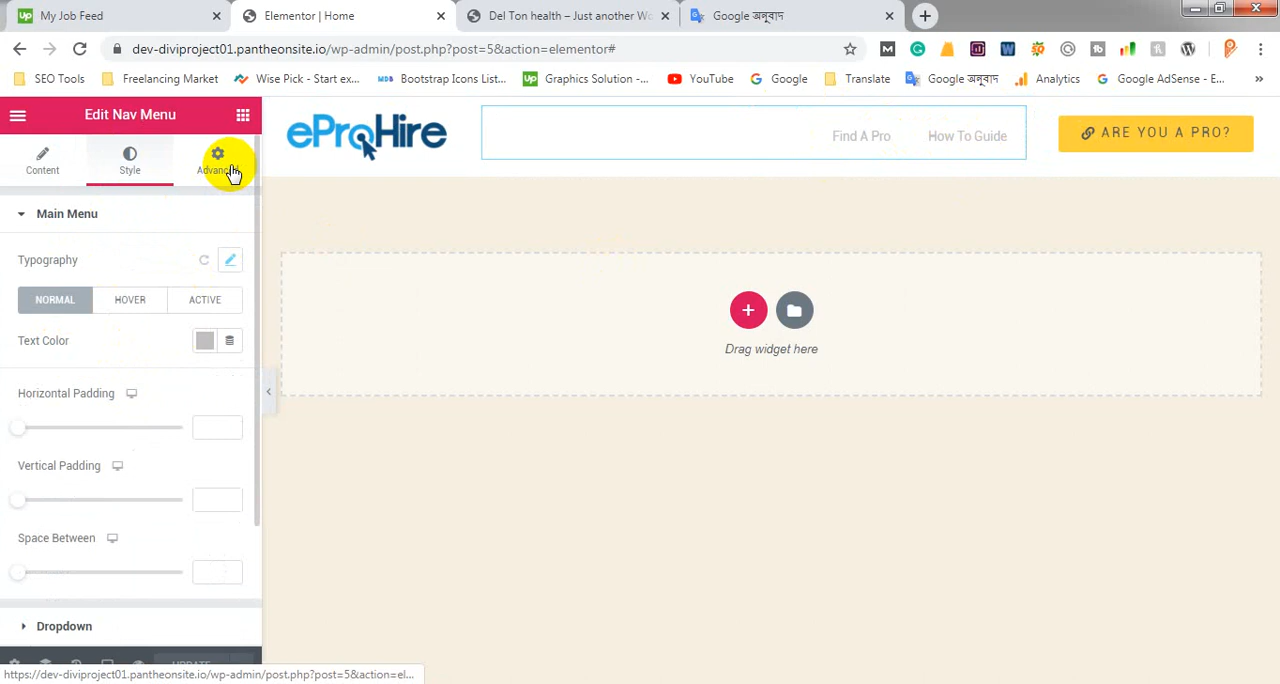 My Job Feed
Elementor | Home
Del Ton health – Just another Wo
Google অনুবাদ
dev-diviproject01.pantheonsite.io/wp-admin/post.php?post=5&action=elementor#
SEO Tools
Freelancing Market
Wise Pick - Start ex...
Bootstrap Icons List...
Graphics Solution -...
YouTube
Google
Translate
Google অনুবাদ
Analytics
Google AdSense - E...
Edit Nav Menu
eProHire
Find A Pro
How To Guide
ARE YOU A PRO?
Content
Style
Advanced
Main Menu
Typography
NORMAL
HOVER
ACTIVE
Text Color
Horizontal Padding
Vertical Padding
Space Between
Dropdown
Drag widget here
UPDATE
https://dev-diviproject01.pantheonsite.io/wp-admin/post.php?post=5&action=el...